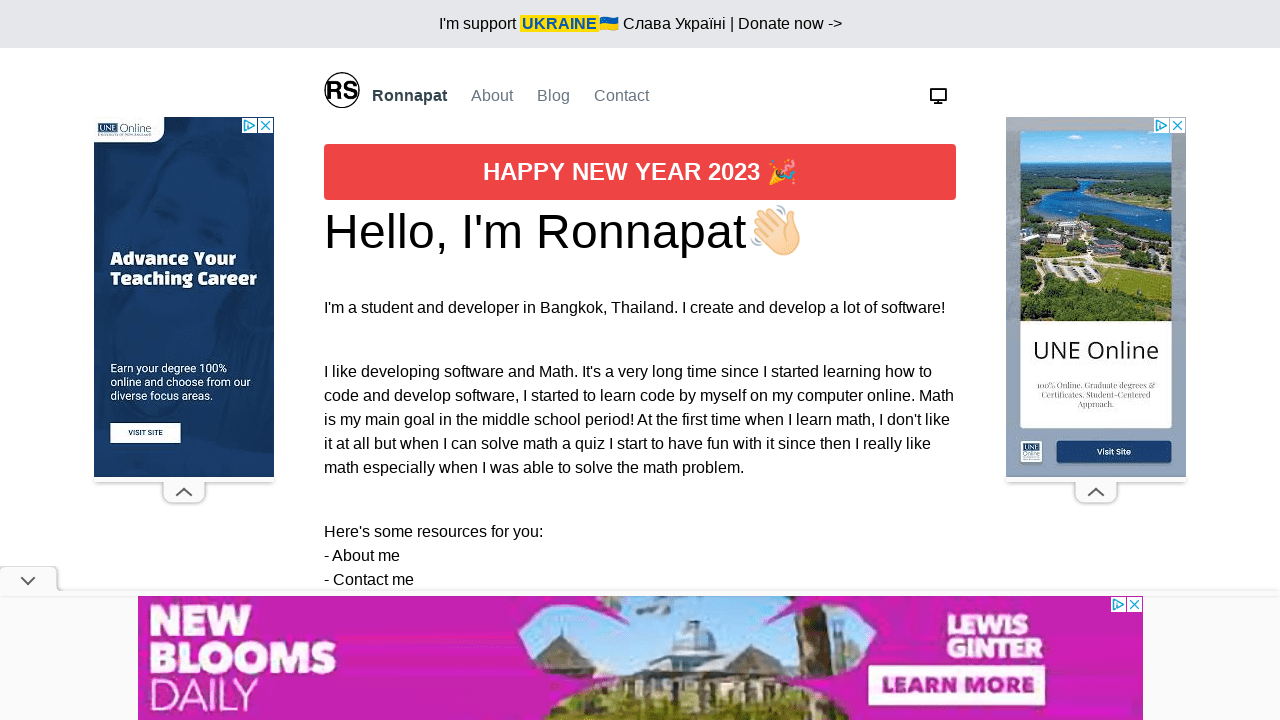 I'm support UKRAINE🇺🇦 Слава Україні | Donate now ->
RS Ronnapat About Blog Contact
UNE Online
HAPPY NEW YEAR 2023 🎉
Hello, I'm Ronnapat👋🏻
Advance Your
Teaching Career
Earn your degree 100%
online and choose from our
diverse focus areas.
VISIT SITE
I'm a student and developer in Bangkok, Thailand. I create and develop a lot of software!
I like developing software and Math. It's a very long time since I started learning how to
code and develop software, I started to learn code by myself on my computer online. Math
is my main goal in the middle school period! At the first time when I learn math, I don't like
it at all but when I can solve math a quiz I start to have fun with it since then I really like
math especially when I was able to solve the math problem.
Here's some resources for you:
- About me
- Contact me
UNE Online
100% Online. Graduate degrees &
Certificates. Student-Centered
Approach.
UNE
Online
Visit Site
NEW
BLOOMS
DAILY
LEWIS
GINTER
LEARN MORE